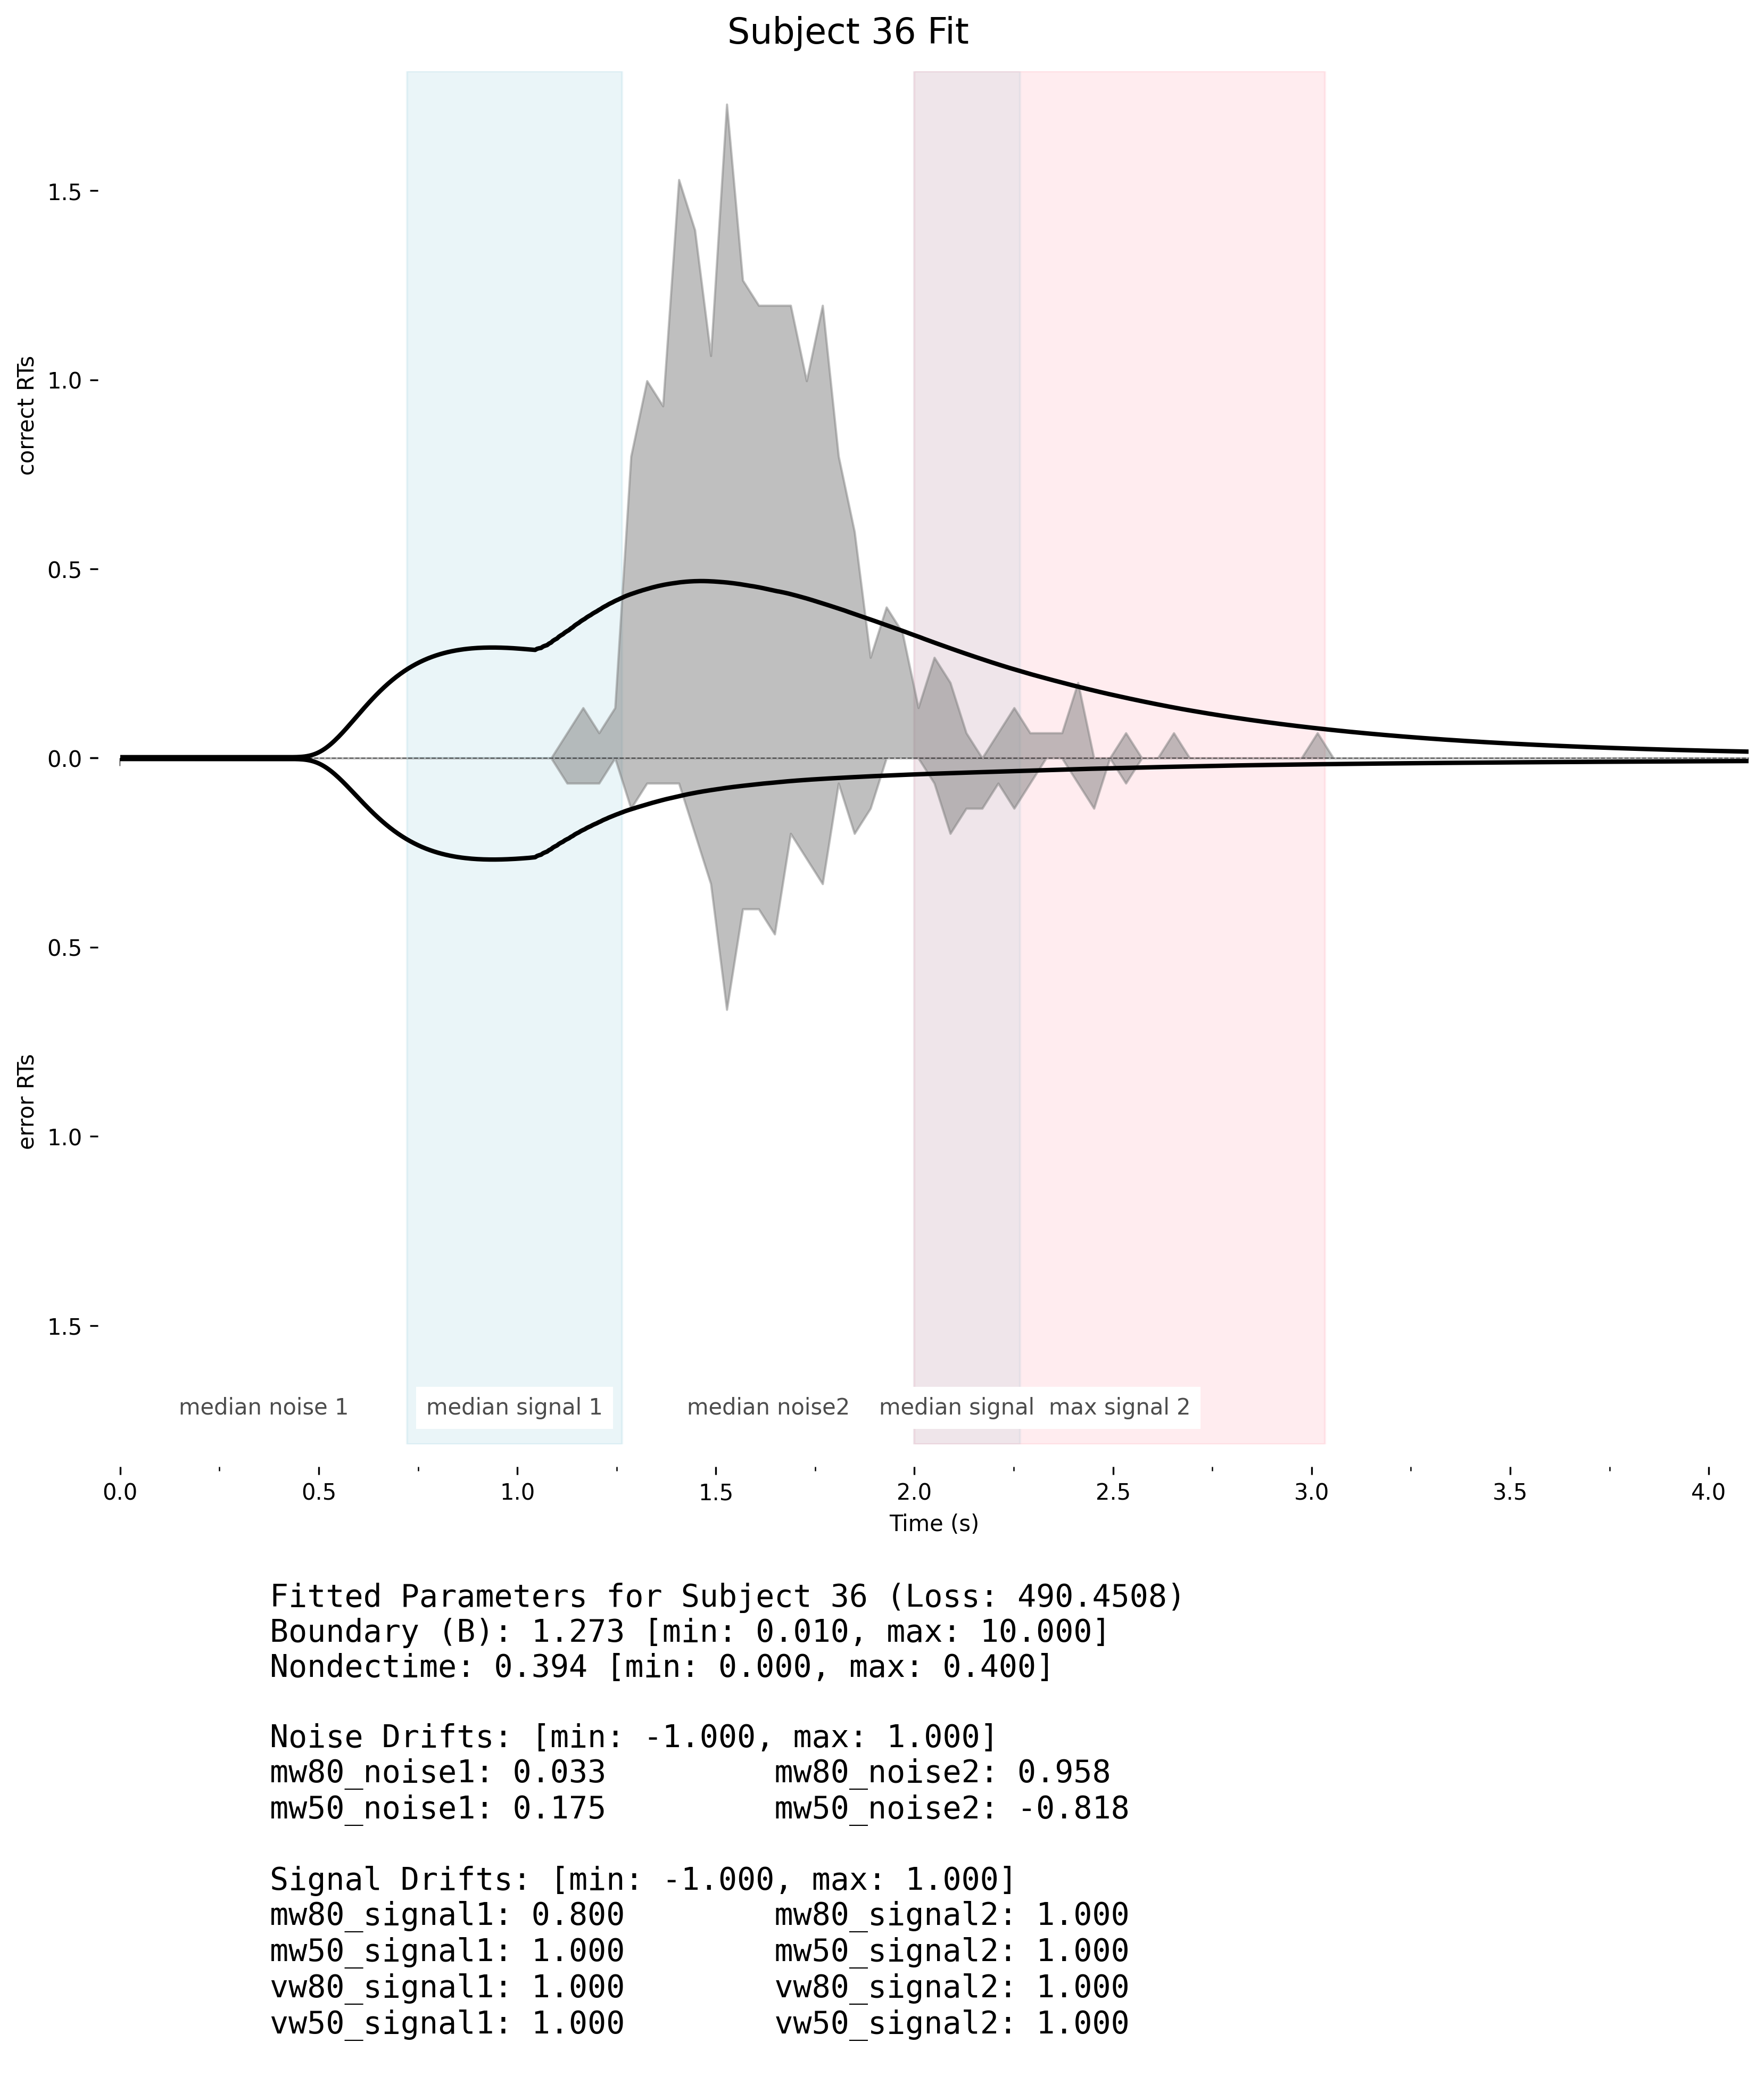 Subject 36 Fit
correct RTs
error RTs
1.5
1.0
0.5
0.0
0.5
1.0
1.5
median noise 1
median signal 1
median noise2
median signal
max signal 2
0.0 0.5 1.0 1.5 2.0 2.5 3.0 3.5 4.0
Time (s)
Fitted Parameters for Subject 36 (Loss: 490.4508)
Boundary (B): 1.273 [min: 0.010, max: 10.000]
Nondectime: 0.394 [min: 0.000, max: 0.400]
Noise Drifts: [min: -1.000, max: 1.000]
mw80_noise1: 0.033 mw80_noise2: 0.958
mw50_noise1: 0.175 mw50_noise2: -0.818
Signal Drifts: [min: -1.000, max: 1.000]
mw80_signal1: 0.800 mw80_signal2: 1.000
mw50_signal1: 1.000 mw50_signal2: 1.000
vw80_signal1: 1.000 vw80_signal2: 1.000
vw50_signal1: 1.000 vw50_signal2: 1.000